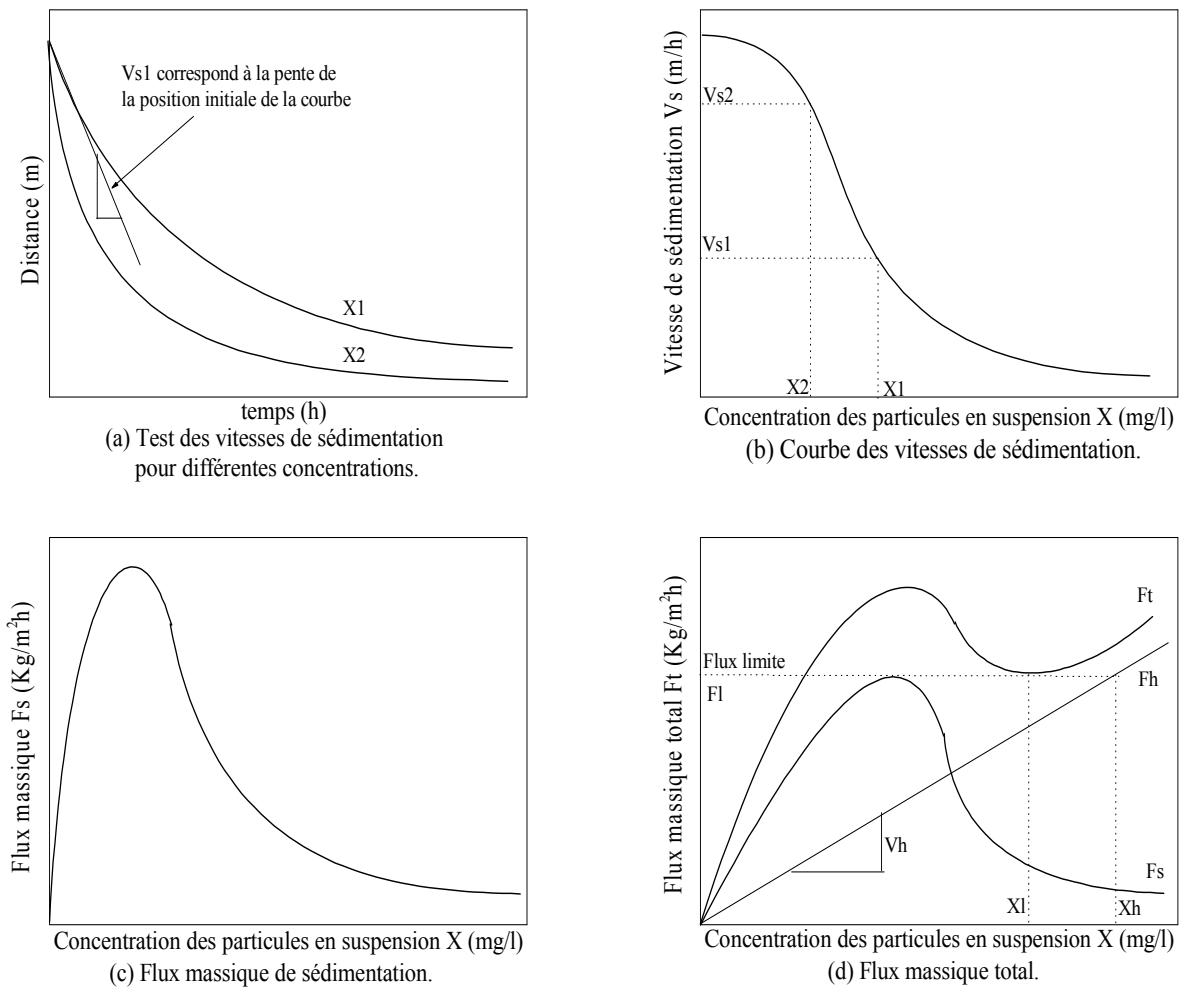 Distance (m)
Vs1 correspond à la pente de
la position initiale de la courbe
X1
X2
temps (h)
(a) Test des vitesses de sédimentation
pour différentes concentrations.
Vitesse de sédimentation Vs (m/h)
Vs2
Vs1
X2
X1
Concentration des particules en suspension X (mg/l)
(b) Courbe des vitesses de sédimentation.
Flux massique Fs (Kg/m²h)
Concentration des particules en suspension X (mg/l)
(c) Flux massique de sédimentation.
Flux massique total Ft (Kg/m²h)
Ft
Flux limite
Fl
Fh
Vh
Fs
Xl
Xh
Concentration des particules en suspension X (mg/l)
(d) Flux massique total.